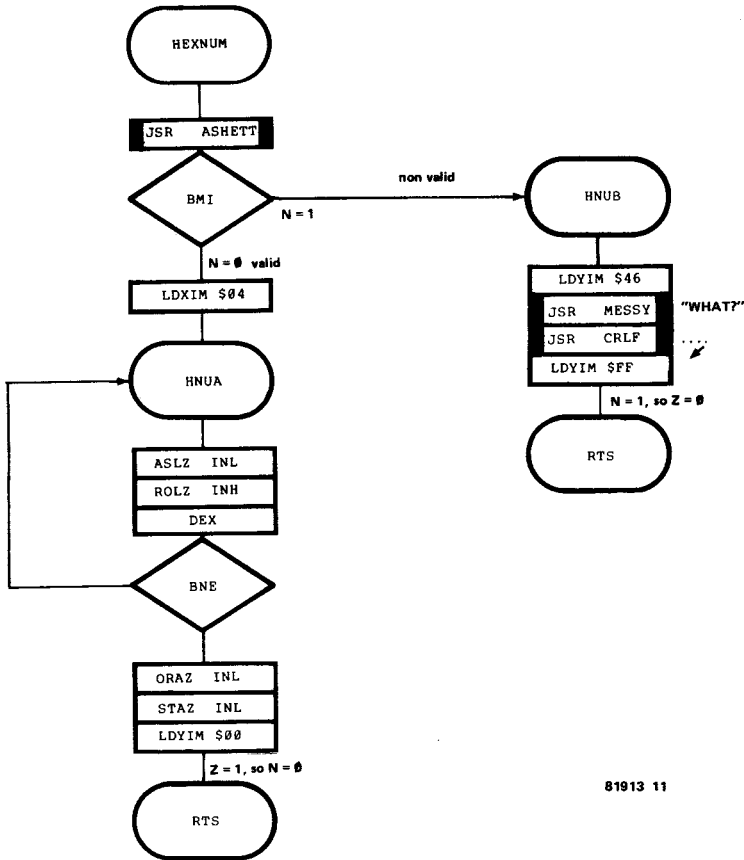 HEXNUM
JSR ASHETT
BMI
N = 1
non valid
N = 0 valid
LDXIM $04
HNUA
ASLZ INL
ROLZ INH
DEX
BNE
ORAZ INL
STAZ INL
LDYIM $00
Z = 1, so N = 0
RTS
HNUB
LDYIM $46
JSR MESSY
"WHAT?"
JSR CRLF
....
LDYIM $FF
N = 1, so Z = 0
RTS
81913 11